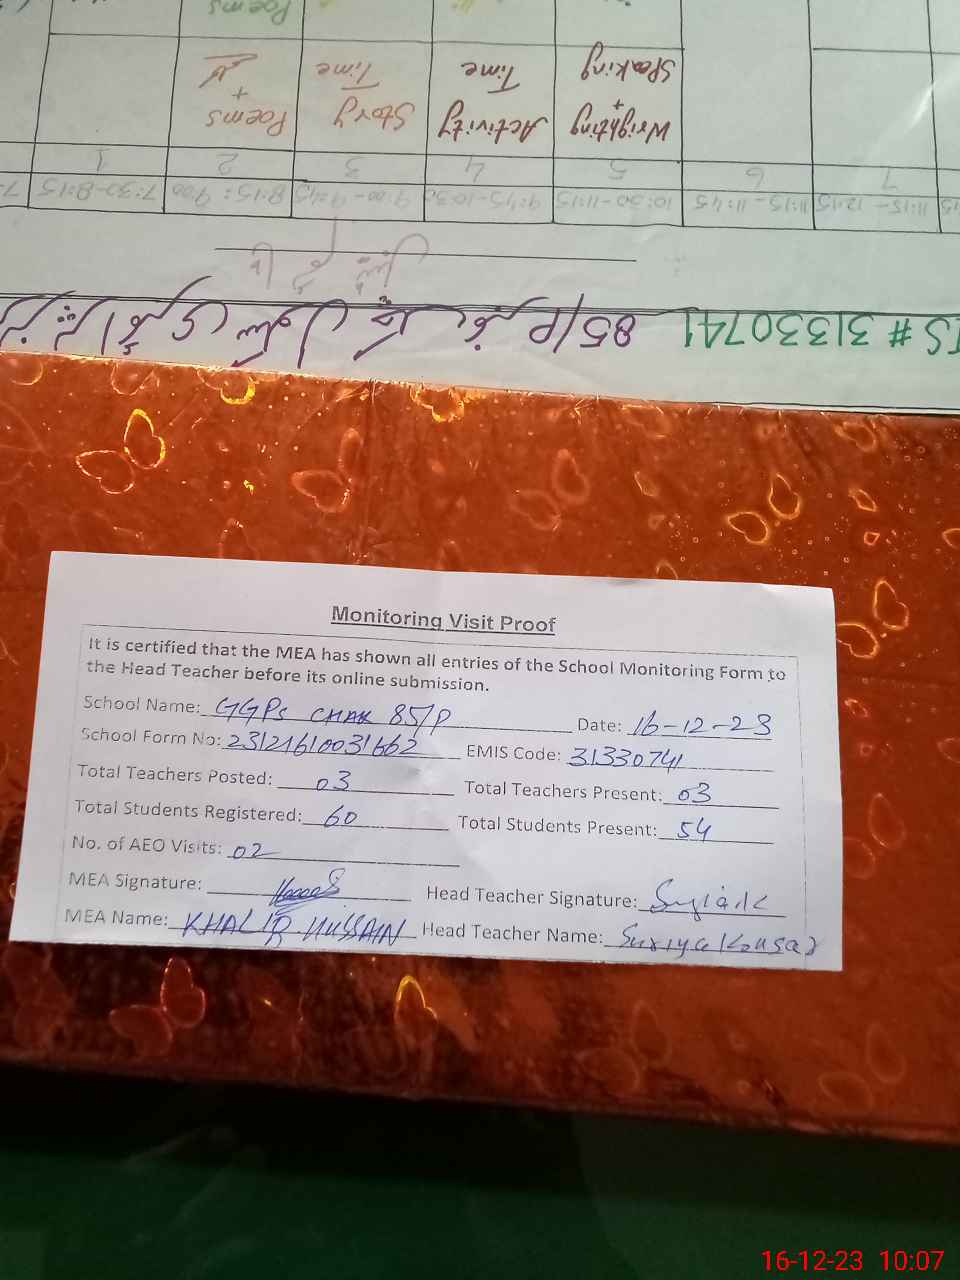 Poems
Wrighting + Speaking
Activity Time
Story Time
Poems +
1 2 3 4 5 6 7
7:30-8:15 8:15: 9:00 9:00-9:45 9:45-10:30 10:30-11:15 11:15-11:45 11:15-12:15
IS # 31330741 85/P
Monitoring Visit Proof
It is certified that the MEA has shown all entries of the School Monitoring Form to
the Head Teacher before its online submission.
School Name: GGPS CHAK 85/P Date: 16-12-23
School Form No: 23121610031662 EMIS Code: 31330741
Total Teachers Posted: 03 Total Teachers Present: 03
Total Students Registered: 60 Total Students Present: 54
No. of AEO Visits: 02
MEA Signature: Head Teacher Signature:
MEA Name: KHALID HUSSAIN Head Teacher Name: Suriya Kousar
16-12-23 10:07